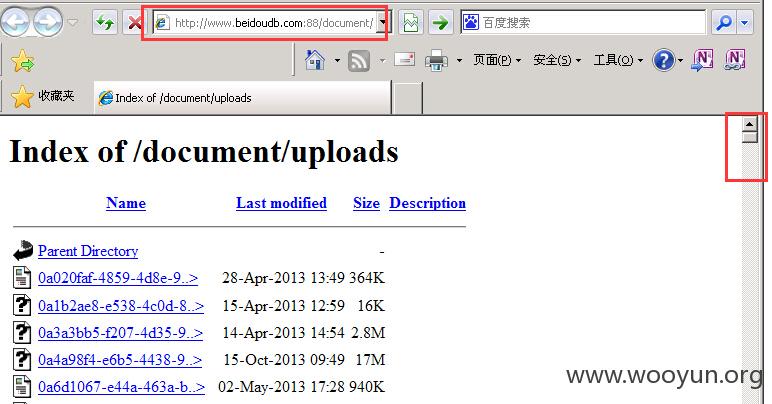 http://www.beidoudb.com:88/document/
百度搜索
页面(P)
安全(S)
工具(O)
收藏夹
Index of /document/uploads
Index of /document/uploads
Name Last modified Size Description
Parent Directory -
0a020faf-4859-4d8e-9..> 28-Apr-2013 13:49 364K
0a1b2ae8-e538-4c0d-8..> 15-Apr-2013 12:59 16K
0a3a3bb5-f207-4d35-9..> 14-Apr-2013 14:54 2.8M
0a4a98f4-e6b5-4438-9..> 15-Oct-2013 09:49 17M
0a6d1067-e44a-463a-b..> 02-May-2013 17:28 940K
www.wooyun.org